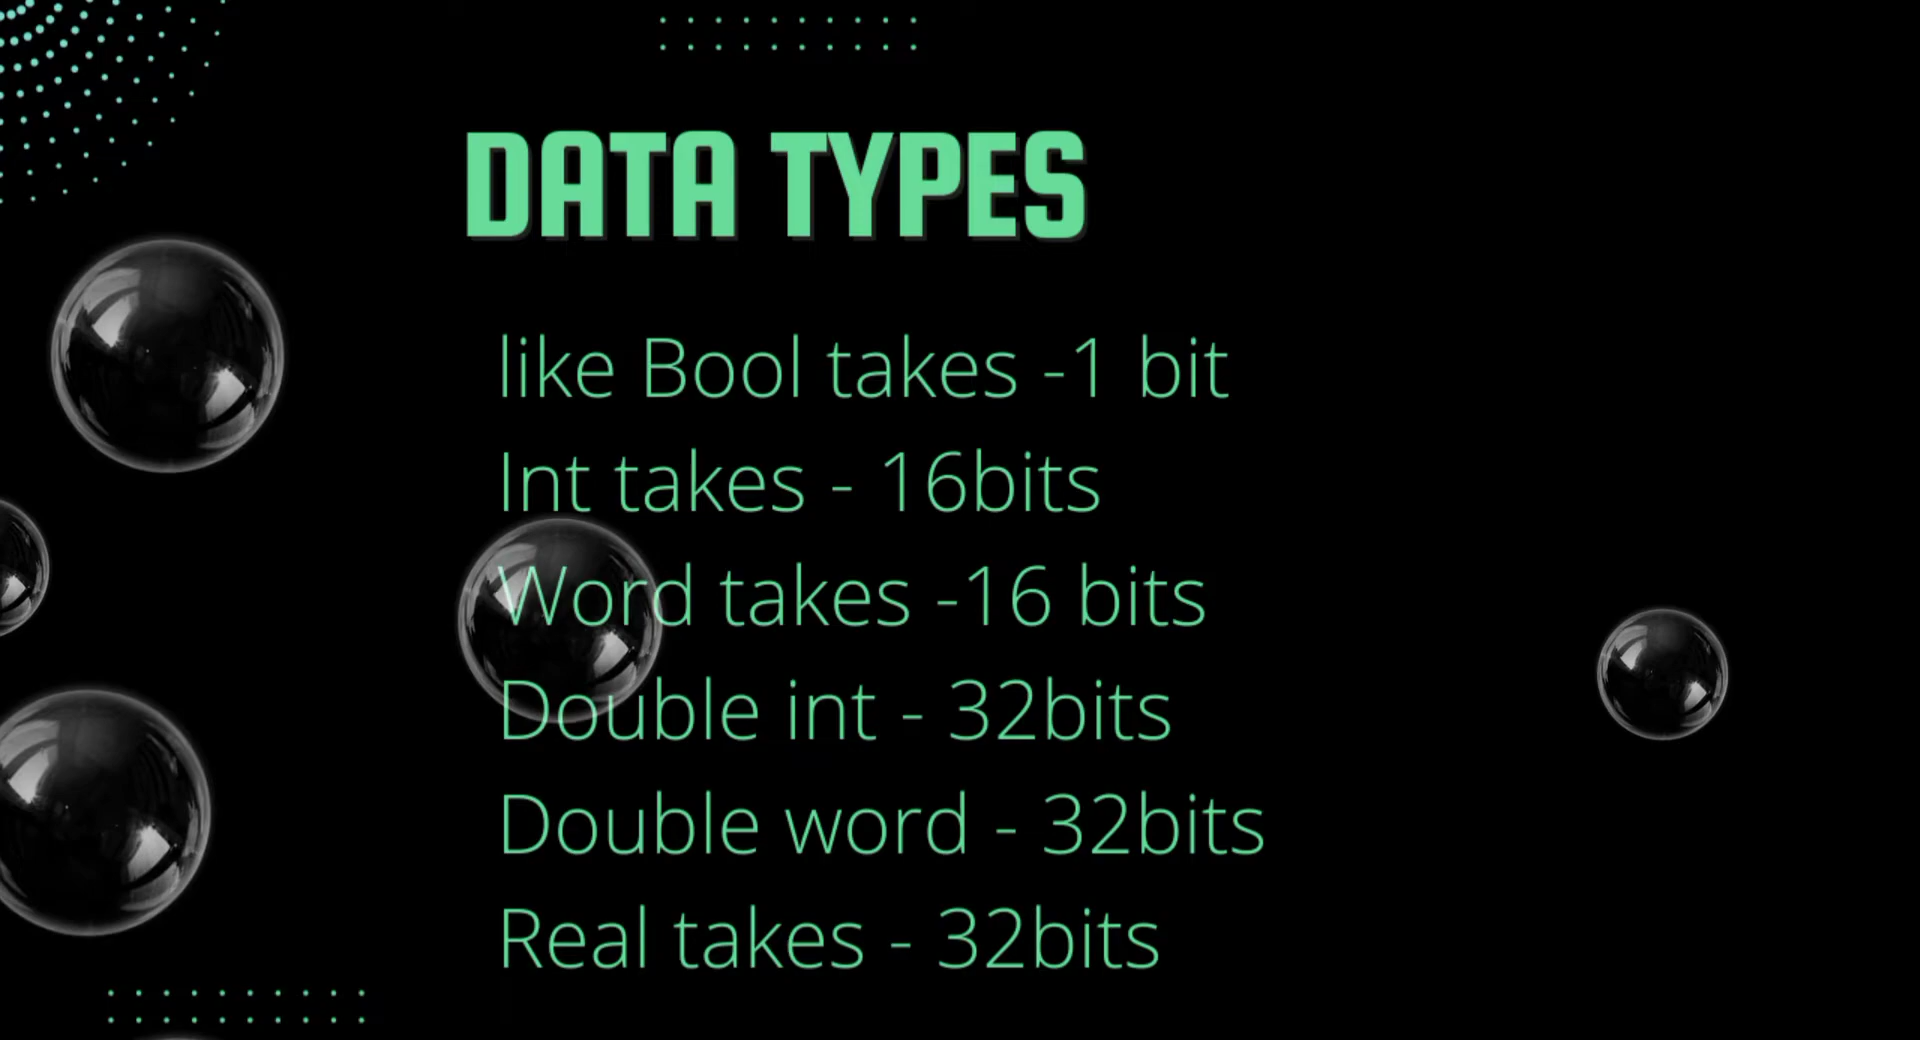 DATA TYPES
like Bool takes -1 bit
Int takes - 16bits
Word takes -16 bits
Double int - 32bits
Double word - 32bits
Real takes - 32bits